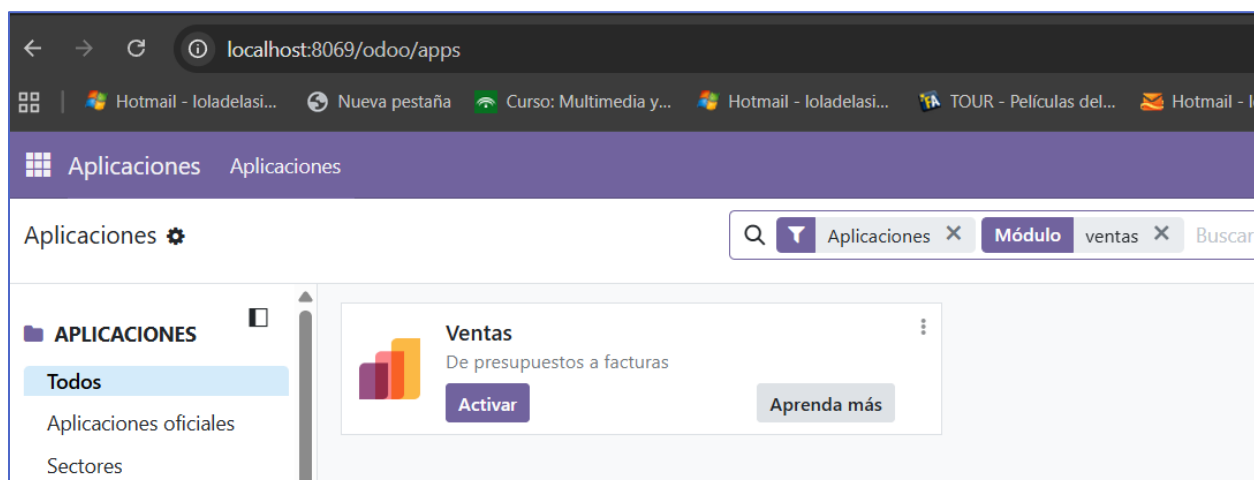 localhost:8069/odoo/apps
Hotmail - loladelasi... Nueva pestaña Curso: Multimedia y... Hotmail - loladelasi... TOUR - Películas del... Hotmail -
Aplicaciones Aplicaciones
Aplicaciones
Aplicaciones Módulo ventas Buscar
APLICACIONES
Todos
Aplicaciones oficiales
Sectores
Ventas
De presupuestos a facturas
Activar Aprenda más